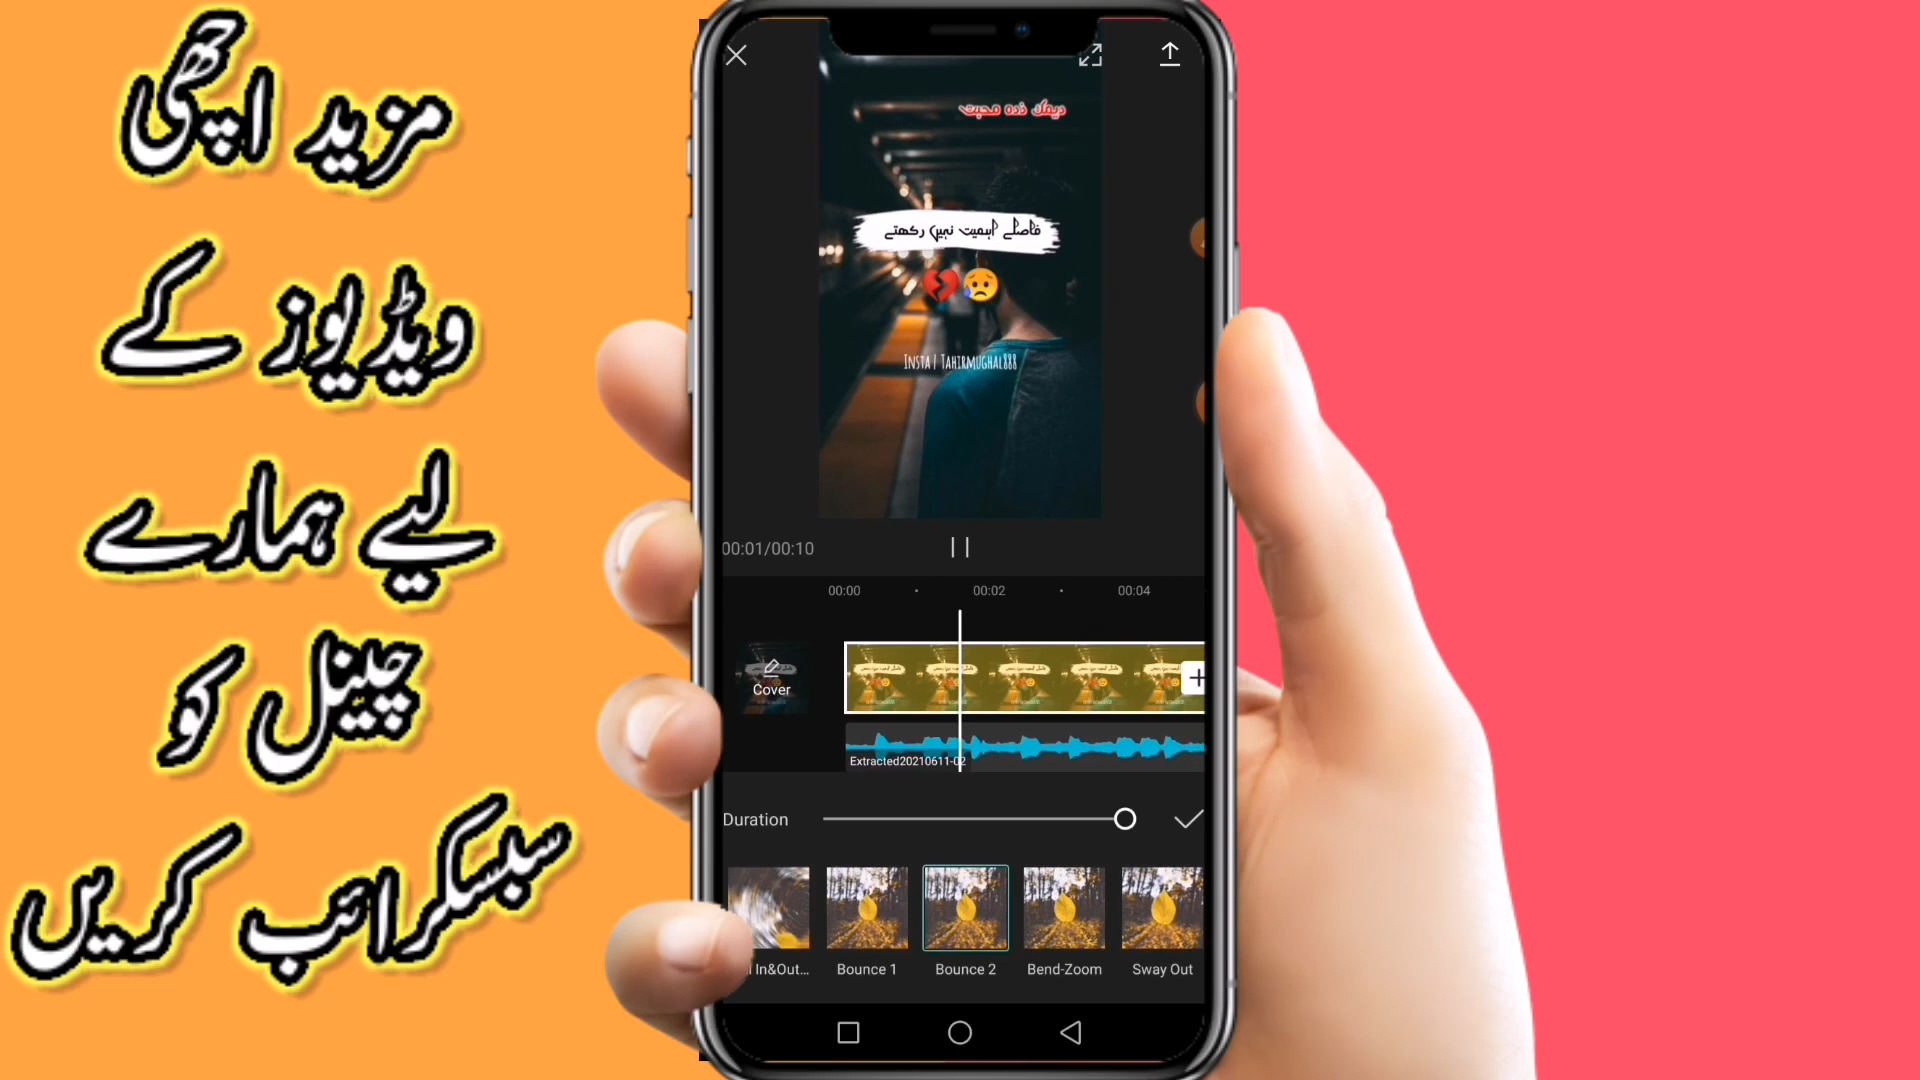 مزید اچھی
ویڈیوز کے
لیے ہمارے
چینل کو
سبسکرائب کریں
دیمک ذدہ محبت
فاصلے اہمیت نہیں رکھتے
INSTA | TAHIRMUGHAL888
00:01/00:10
00:00
00:02
00:04
Cover
Extracted20210611-02
Duration
In&Out...
Bounce 1
Bounce 2
Bend-Zoom
Sway Out